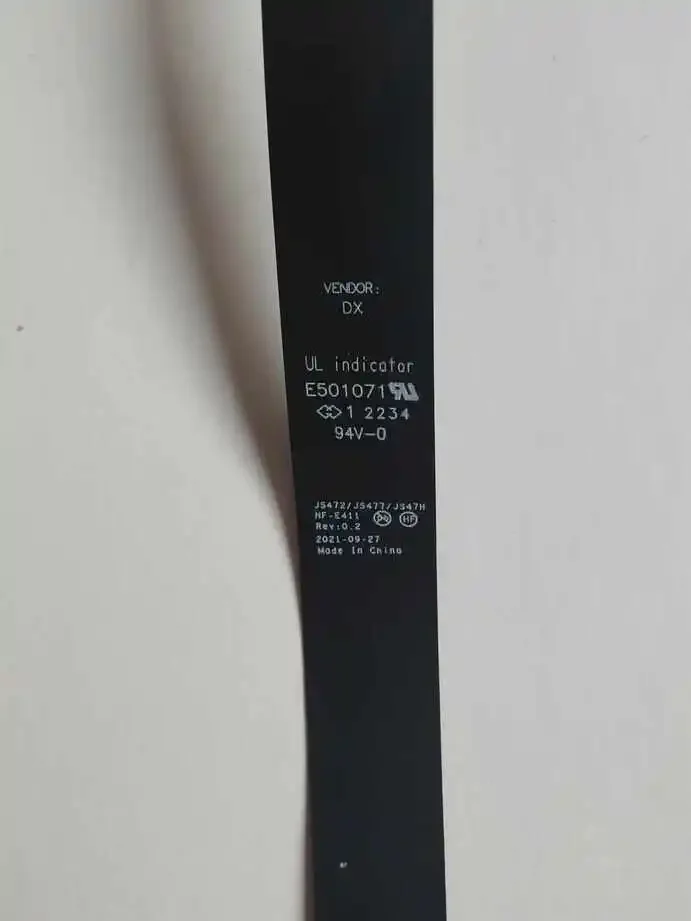 VENDOR:
DX
UL indicator
E501071
1 2234
94V-0
JS472/JS477/JS47H
NF-E411
HF
Rev:0.2
2021-09-27
Made In China